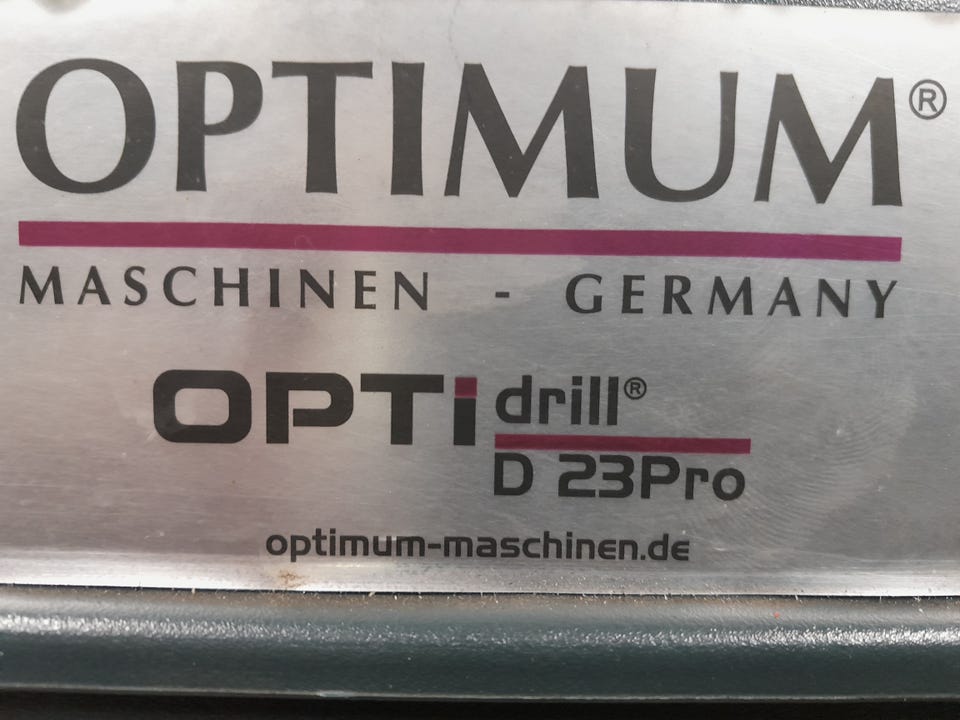 OPTIMUM®
MASCHINEN - GERMANY
OPTi drill®
D 23Pro
optimum-maschinen.de